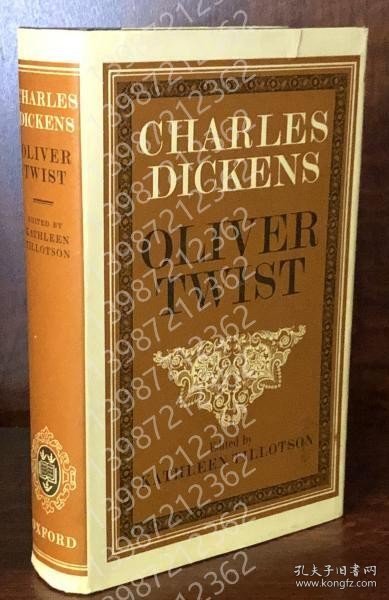 CHARLES
DICKENS
OLIVER
TWIST
EDITED BY
KATHLEEN
TILLOTSON
OXFORD
CHARLES
DICKENS
OLIVER
TWIST
Edited by
KATHLEEN TILLOTSON
13987212362
孔夫子旧书网
www.kongfz.com